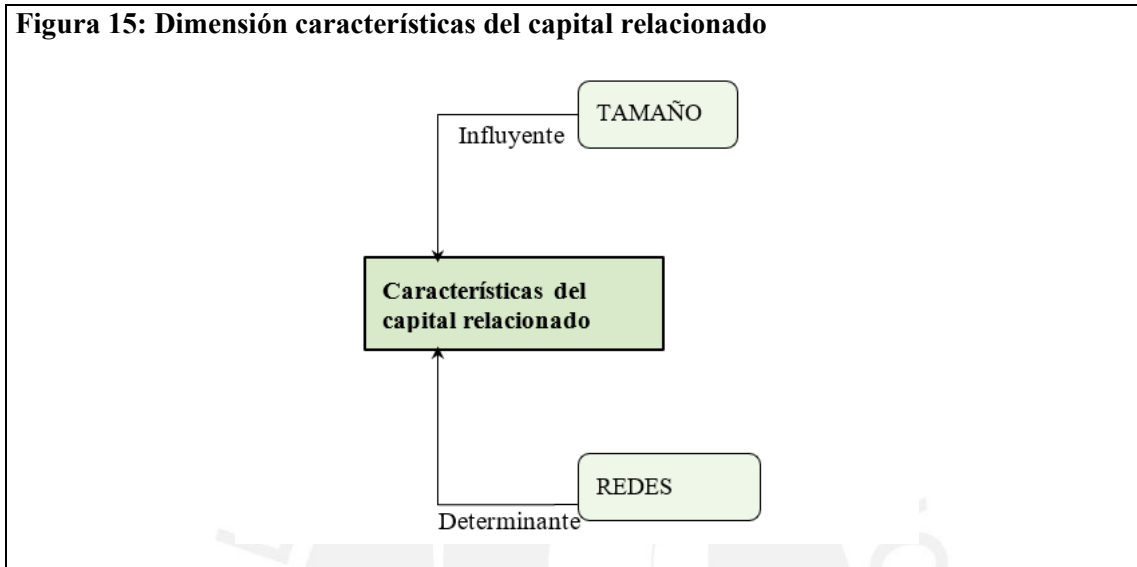 Figura 15: Dimensión características del capital relacionado
TAMAÑO
Influyente
Características del
capital relacionado
REDES
Determinante